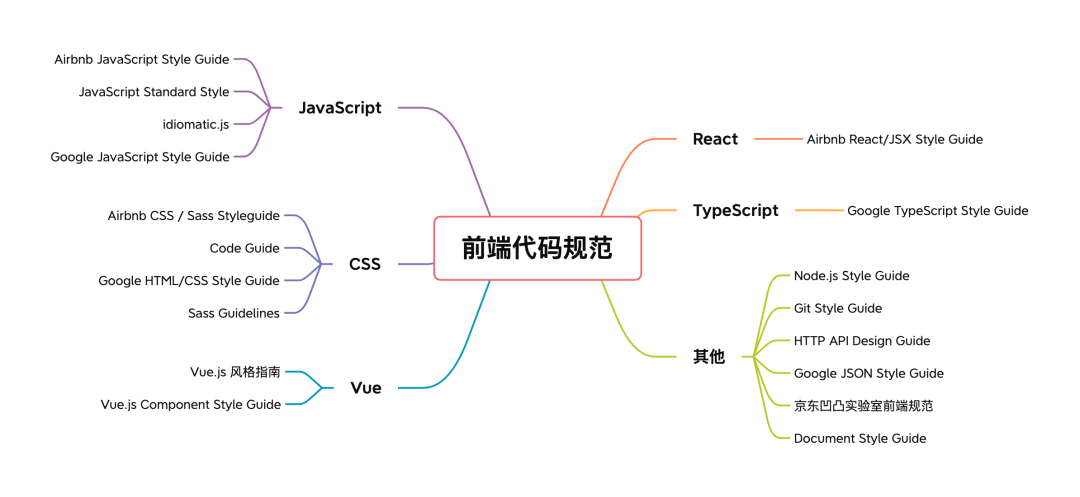 前端代码规范
JavaScript
Airbnb JavaScript Style Guide
JavaScript Standard Style
idiomatic.js
Google JavaScript Style Guide
CSS
Airbnb CSS / Sass Styleguide
Code Guide
Google HTML/CSS Style Guide
Sass Guidelines
Vue
Vue.js 风格指南
Vue.js Component Style Guide
React
Airbnb React/JSX Style Guide
TypeScript
Google TypeScript Style Guide
其他
Node.js Style Guide
Git Style Guide
HTTP API Design Guide
Google JSON Style Guide
京东凹凸实验室前端规范
Document Style Guide